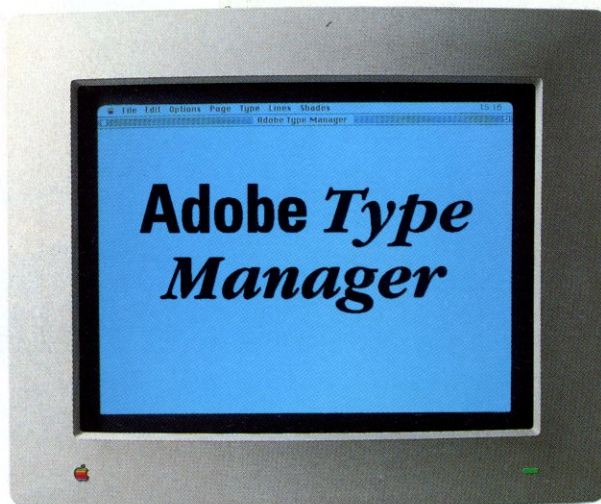 File Edit Options Page Type Lines Shades 15:16
Adobe Type Manager
Adobe Type
Manager